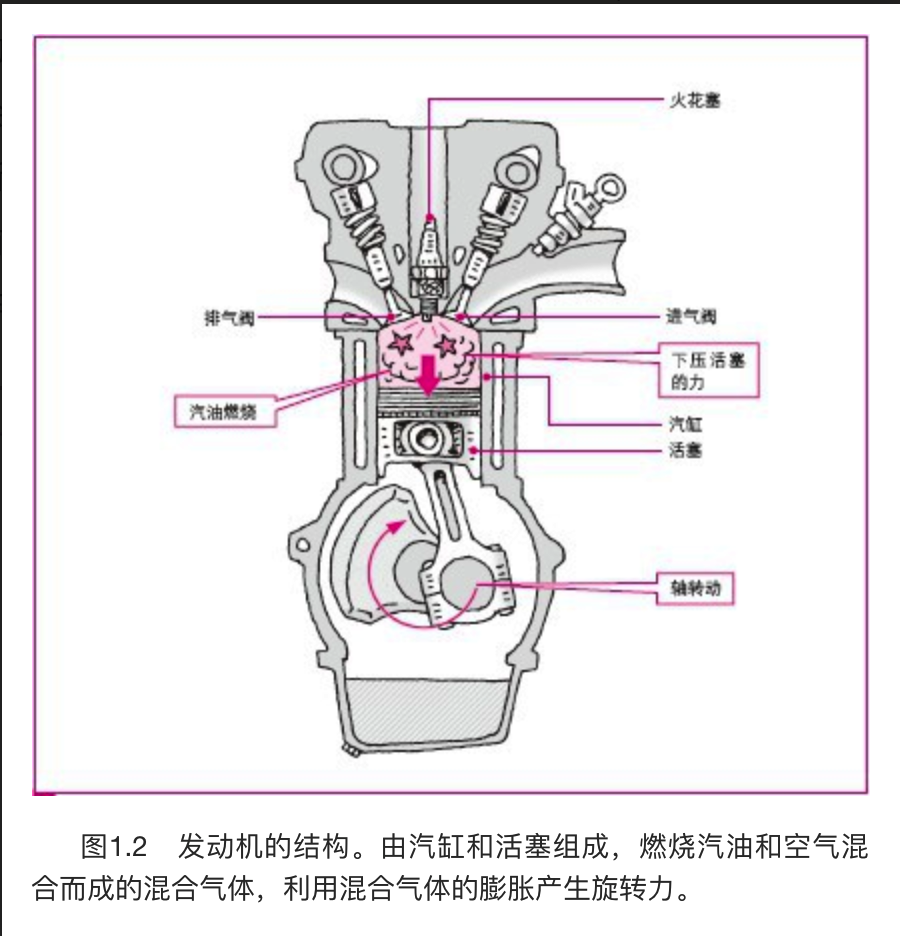 火花塞
排气阀
进气阀
下压活塞
的力
汽油燃烧
汽缸
活塞
轴转动
图1.2 发动机的结构。由汽缸和活塞组成，燃烧汽油和空气混
合而成的混合气体，利用混合气体的膨胀产生旋转力。